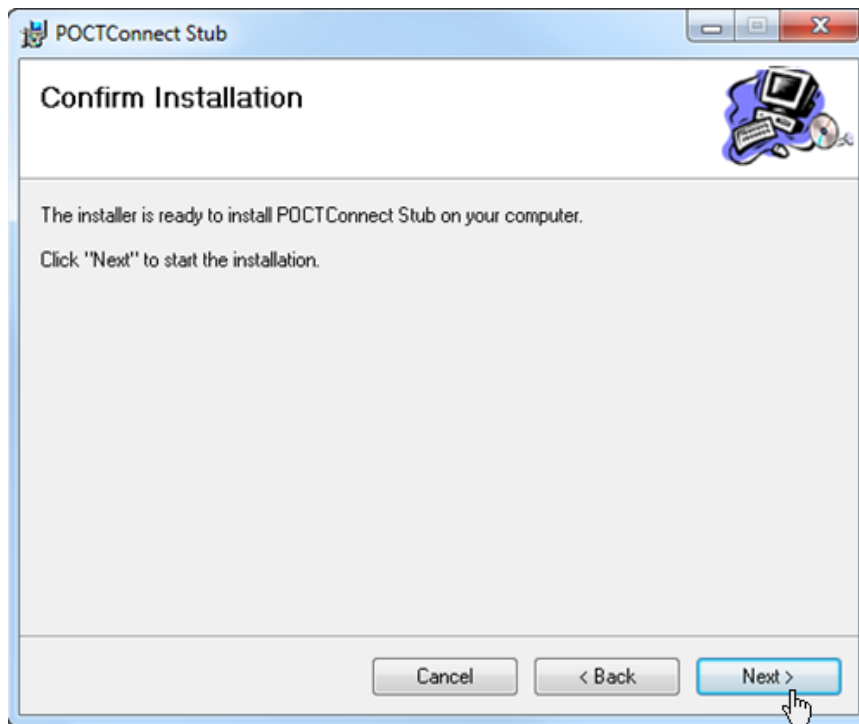 POCTConnect Stub
Confirm Installation
The installer is ready to install POCTConnect Stub on your computer.
Click "Next" to start the installation.
Cancel
< Back
Next >